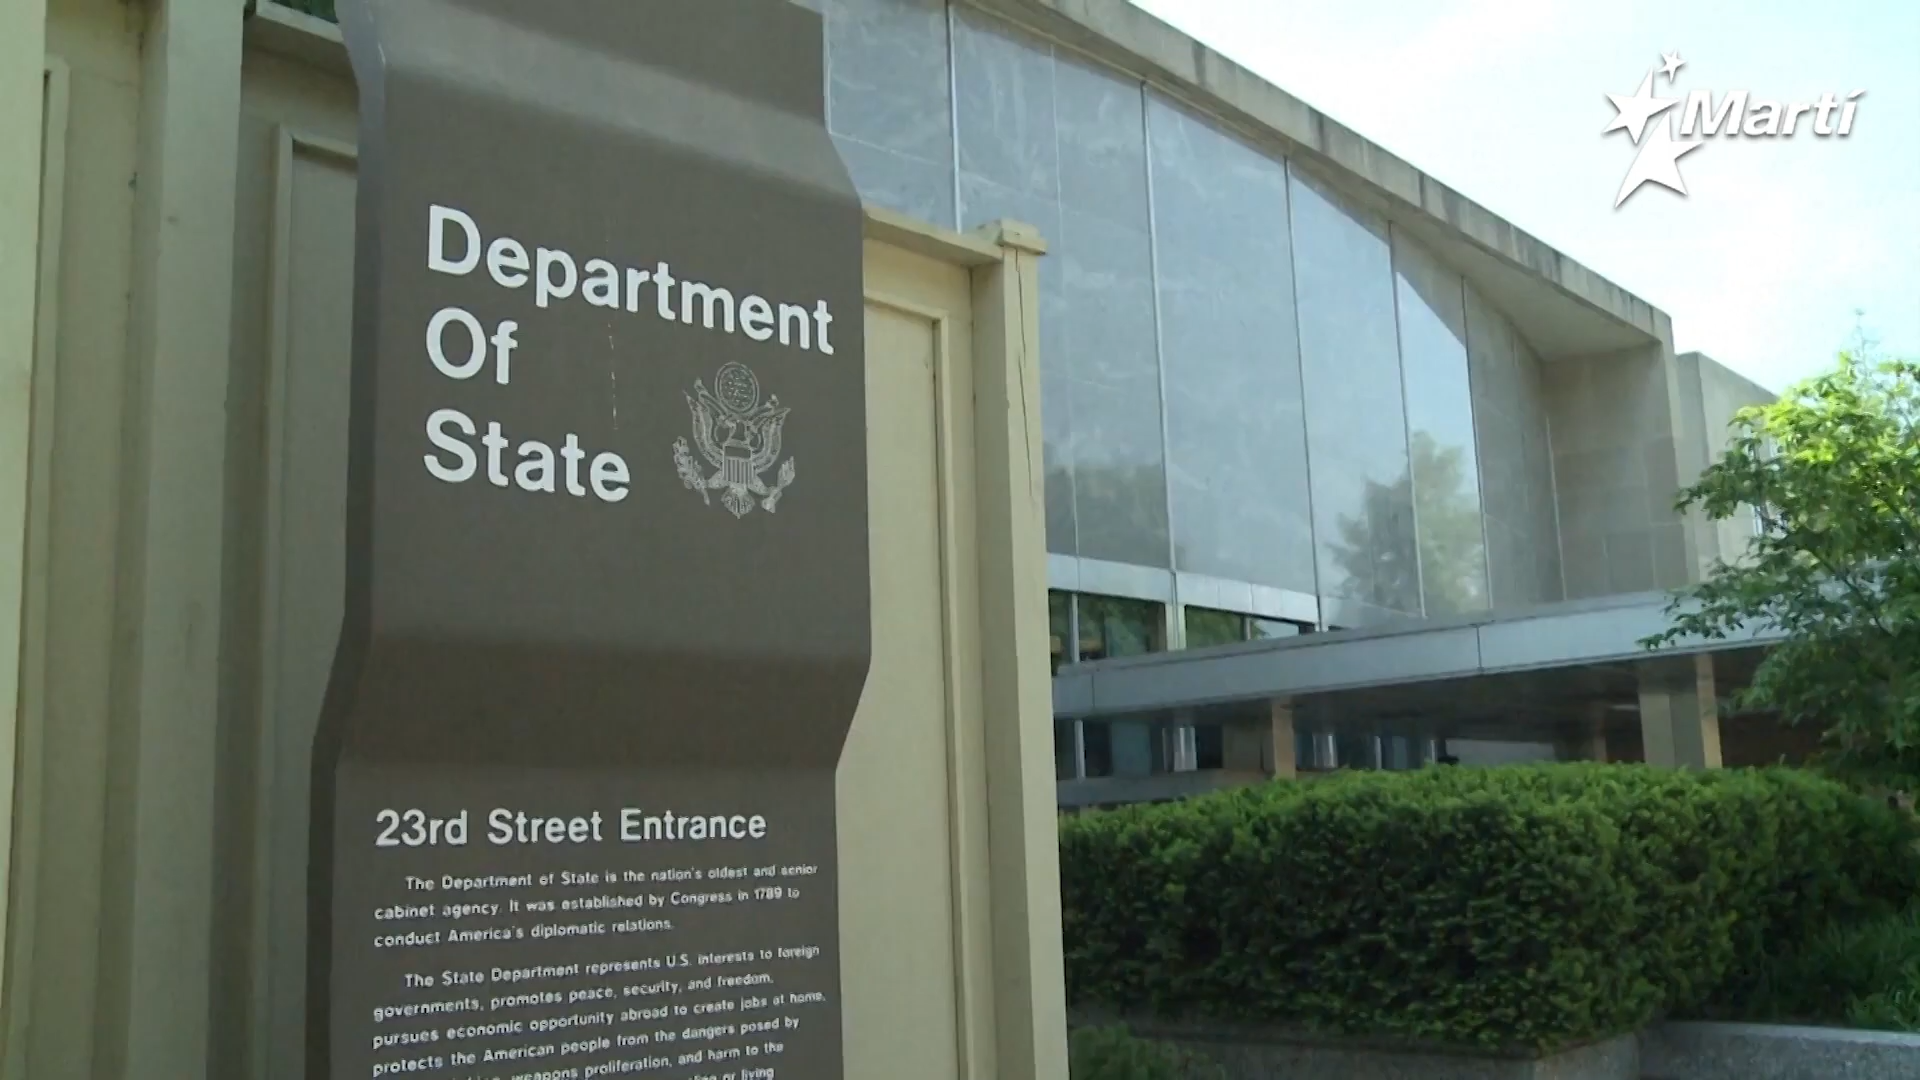 Martí
Department
Of
State
23rd Street Entrance
The Department of State is the nation's oldest and senior
cabinet agency. It was established by Congress in 1789 to
conduct America's diplomatic relations.
The State Department represents U.S. interests to foreign
governments, promotes peace, security, and freedom,
pursues economic opportunity abroad to create jobs at home,
protects the American people from the dangers posed by
weapons proliferation, and harm to the
or living